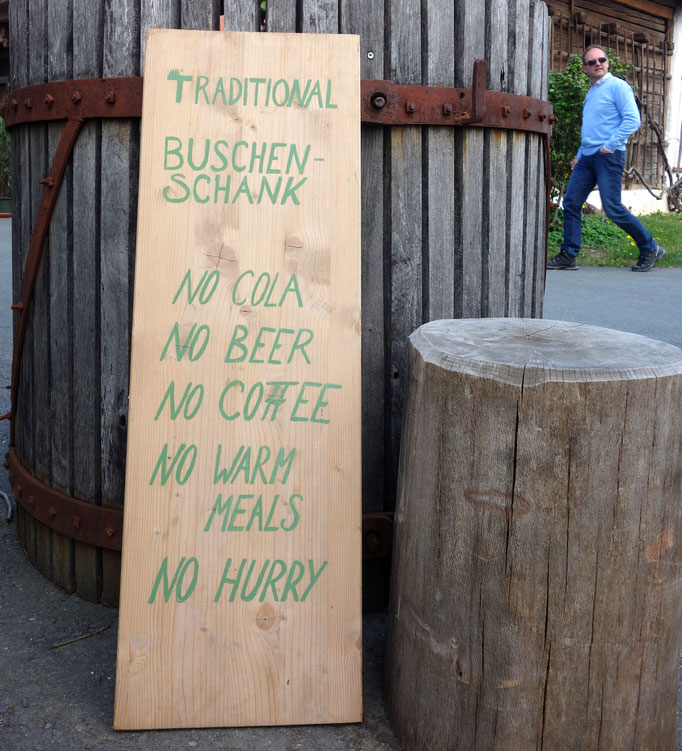 TRADITIONAL
BUSCHEN-
SCHANK
NO COLA
NO BEER
NO COFFEE
NO WARM
MEALS
NO HURRY